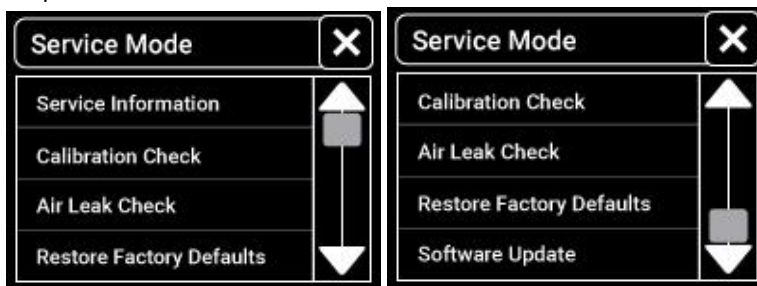 Service Mode
Service Information
Calibration Check
Air Leak Check
Restore Factory Defaults
Service Mode
Calibration Check
Air Leak Check
Restore Factory Defaults
Software Update